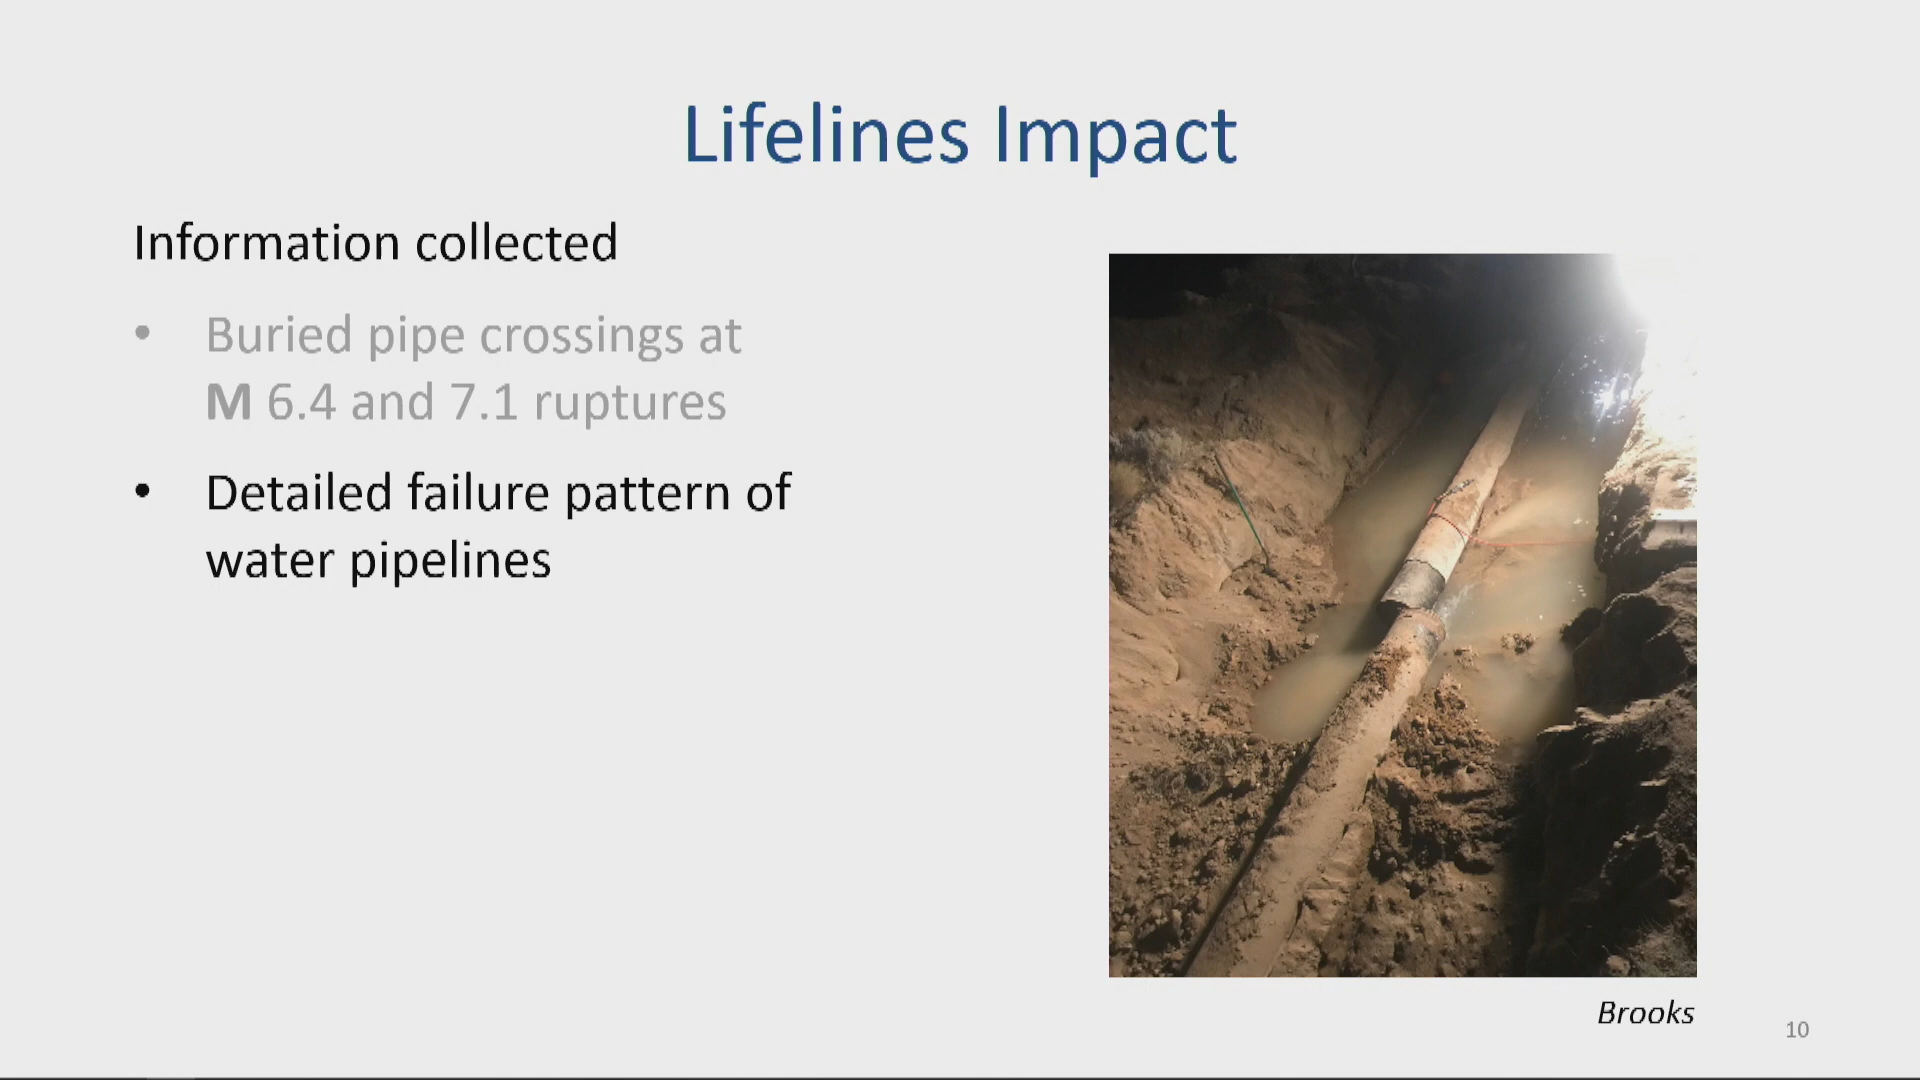 Lifelines Impact
Information collected
• Buried pipe crossings at
M 6.4 and 7.1 ruptures
• Detailed failure pattern of
water pipelines
Brooks
10